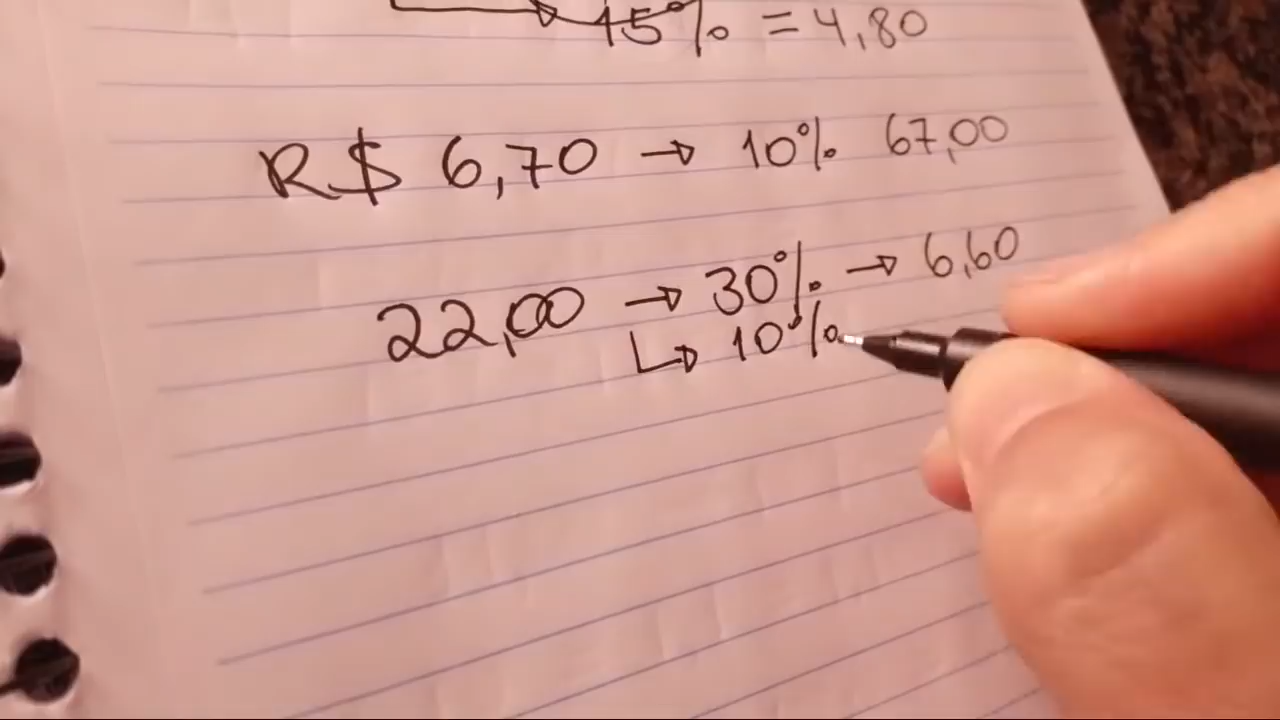 → 15% = 4,80
R$ 6,70 → 10% 67,00
22,00 → 30% → 6,60
↳ 10%